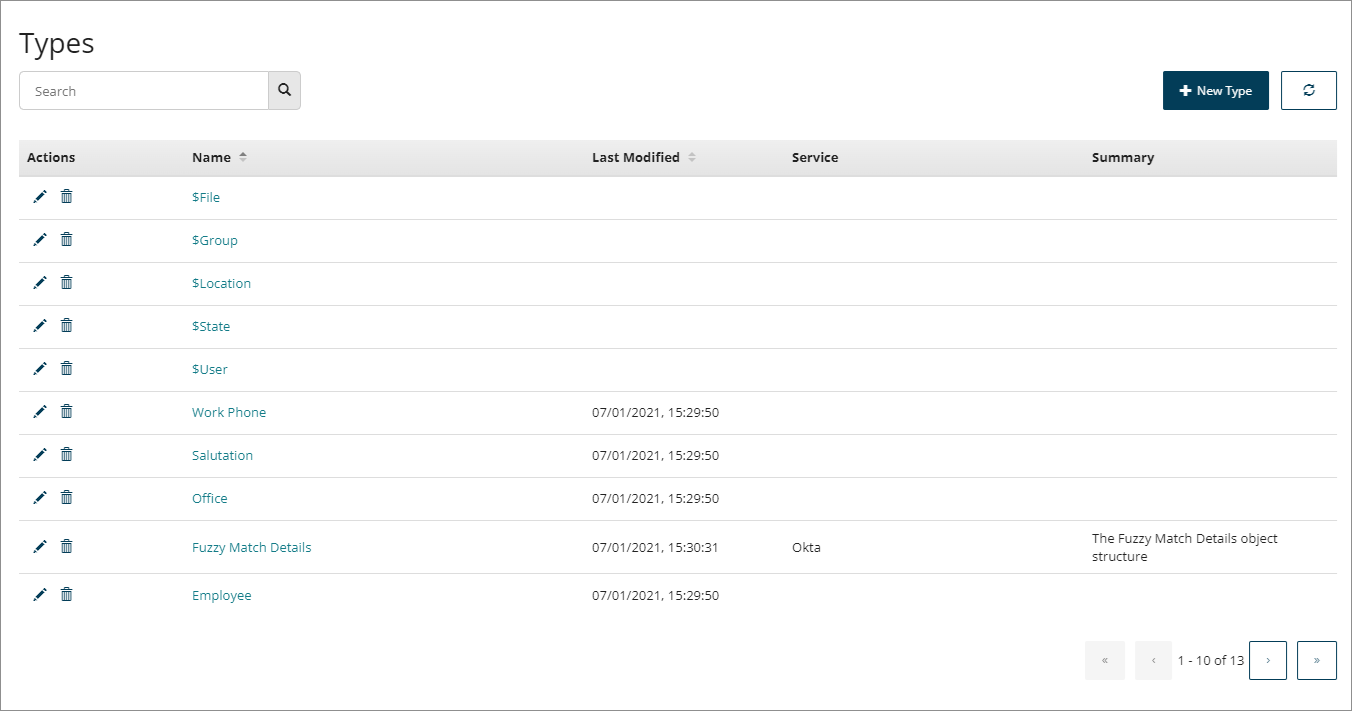 Types
Search
New Type
Actions Name Last Modified Service Summary
$File
$Group
$Location
$State
$User
Work Phone 07/01/2021, 15:29:50
Salutation 07/01/2021, 15:29:50
Office 07/01/2021, 15:29:50
Fuzzy Match Details 07/01/2021, 15:30:31 Okta The Fuzzy Match Details object
structure
Employee 07/01/2021, 15:29:50
« ‹ 1 - 10 of 13 › »